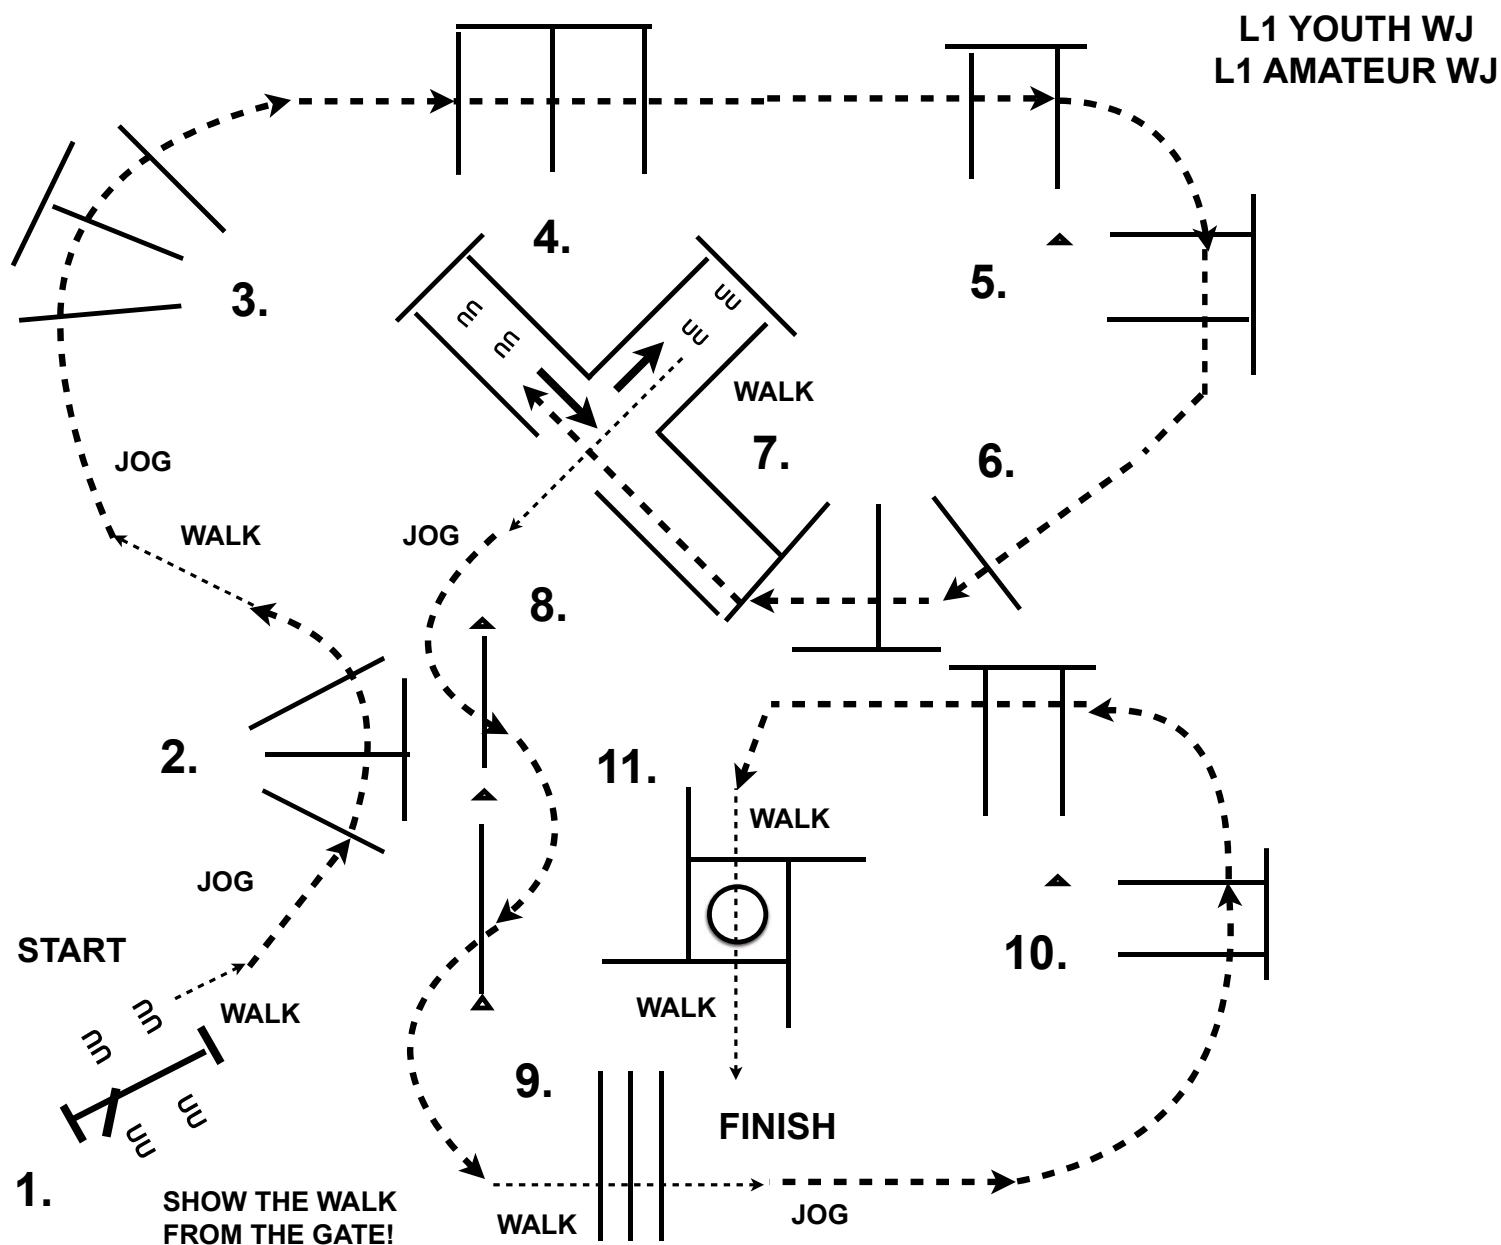 L1 YOUTH WJ
L1 AMATEUR WJ
4.
3.
5.
WALK
7.
6.
JOG
WALK
JOG
8.
2.
11.
WALK
JOG
START
10.
WALK
WALK
9.
FINISH
1.
SHOW THE WALK
FROM THE GATE!
WALK
JOG